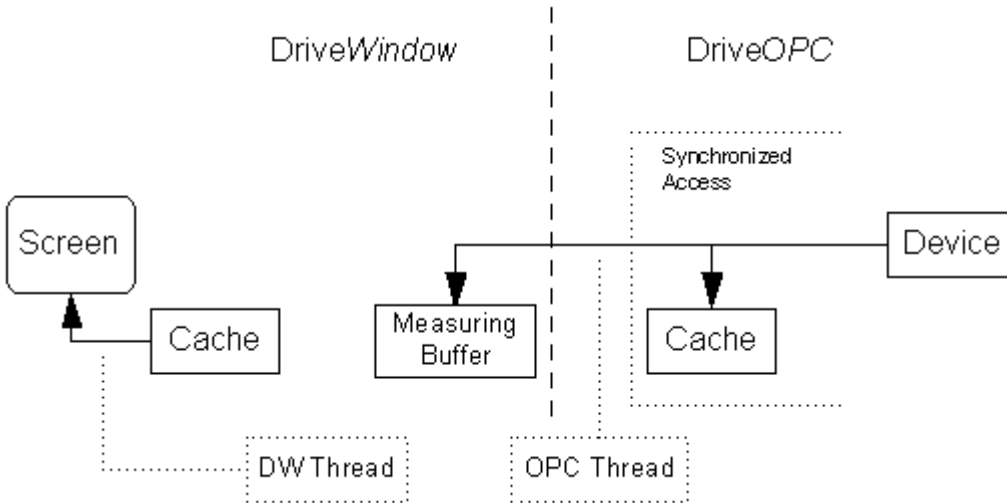 DriveWindow
DriveOPC
Synchronized
Access
Screen
Device
Cache
Measuring
Buffer
Cache
DW Thread
OPC Thread